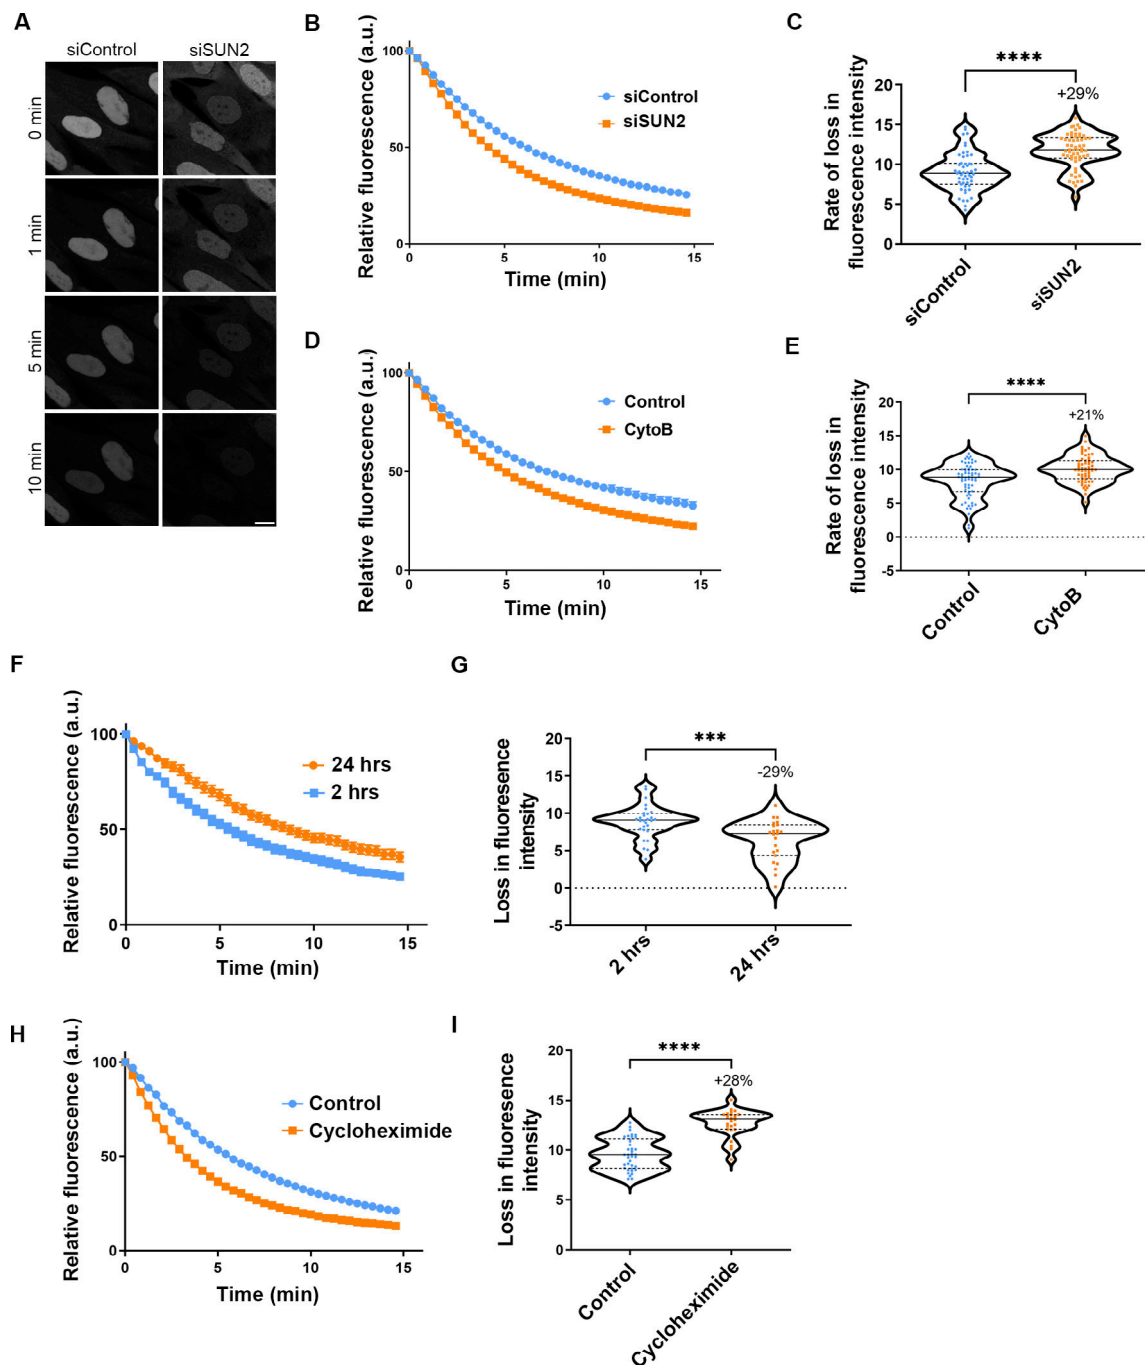 A
siControl
siSUN2
0 min
1 min
5 min
10 min
B
Relative fluorescence (a.u.)
100
50
0
siControl
siSUN2
0
5
10
15
Time (min)
C
Rate of loss in
fluorescence intensity
****
+29%
20
15
10
5
0
siControl
siSUN2
D
Relative fluorescence (a.u.)
100
50
0
Control
CytoB
0
5
10
15
Time (min)
E
Rate of loss in
fluorescence intensity
****
+21%
20
15
10
5
0
-5
Control
CytoB
F
Relative fluorescence (a.u.)
100
50
0
24 hrs
2 hrs
0
5
10
15
Time (min)
G
Loss in fluoresence
intensity
***
-29%
20
15
10
5
0
-5
2 hrs
24 hrs
H
Relative fluorescence (a.u.)
100
50
0
Control
Cycloheximide
0
5
10
15
Time (min)
I
Loss in fluoresence
intensity
****
+28%
20
15
10
5
0
Control
Cycloheximide